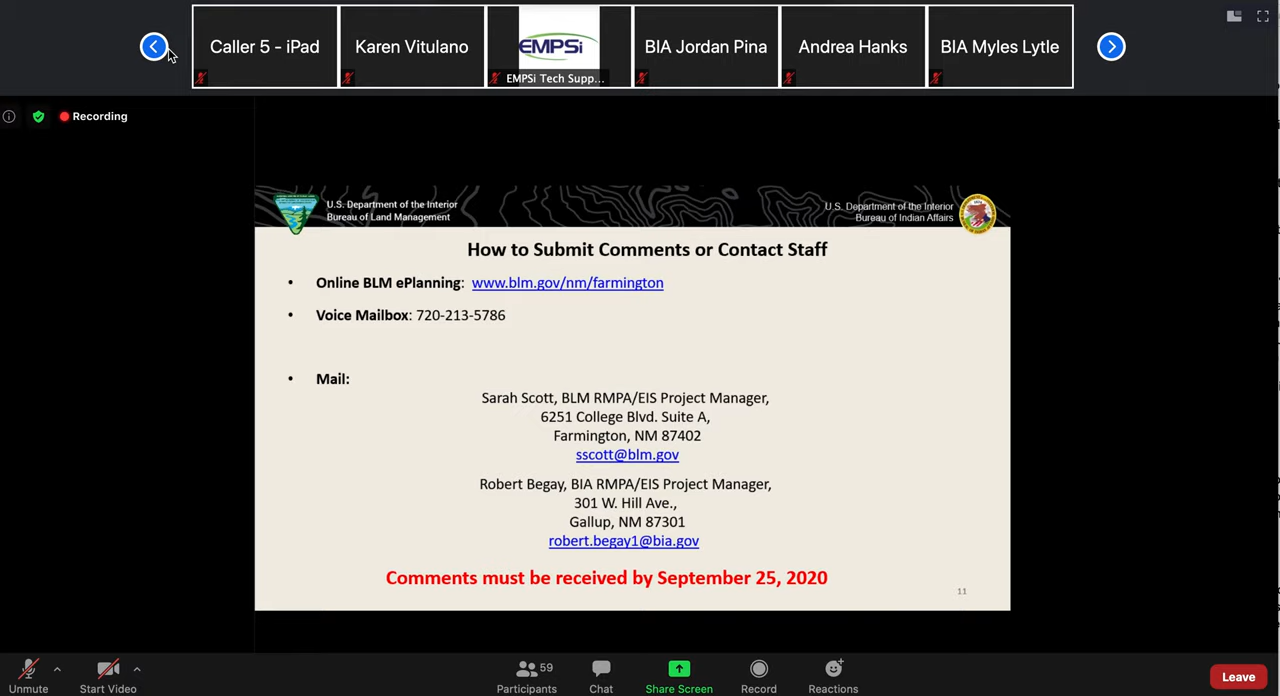 Caller 5 - iPad
Karen Vitulano
EMPSi
EMPSi Tech Supp...
BIA Jordan Pina
Andrea Hanks
BIA Myles Lytle
Recording
U.S. Department of the Interior
Bureau of Land Management
U.S. Department of the Interior
Bureau of Indian Affairs
How to Submit Comments or Contact Staff
• Online BLM ePlanning: www.blm.gov/nm/farmington
• Voice Mailbox: 720-213-5786
• Mail:
Sarah Scott, BLM RMPA/EIS Project Manager,
6251 College Blvd. Suite A,
Farmington, NM 87402
sscott@blm.gov
Robert Begay, BIA RMPA/EIS Project Manager,
301 W. Hill Ave.,
Gallup, NM 87301
robert.begay1@bia.gov
Comments must be received by September 25, 2020
11
Unmute
Start Video
59
Participants
Chat
Share Screen
Record
Reactions
Leave